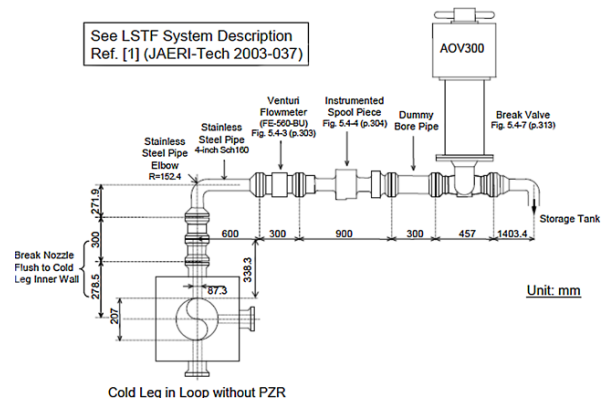 See LSTF System Description
Ref. [1] (JAERI-Tech 2003-037)
AOV300
Venturi
Flowmeter
(FE-560-BU)
Fig. 5.4-3 (p.303)
Instrumented
Spool Piece
Fig. 5.4-4 (p.304)
Dummy
Bore Pipe
Break Valve
Fig. 5.4-7 (p.313)
Stainless
Steel Pipe
4-inch Sch160
Stainless
Steel Pipe
Elbow
R=152.4
Storage Tank
271.9
300
278.5
600
300
900
300
457
1403.4
338.3
Break Nozzle
Flush to Cold
Leg Inner Wall
87.3
207
Unit: mm
Cold Leg in Loop without PZR